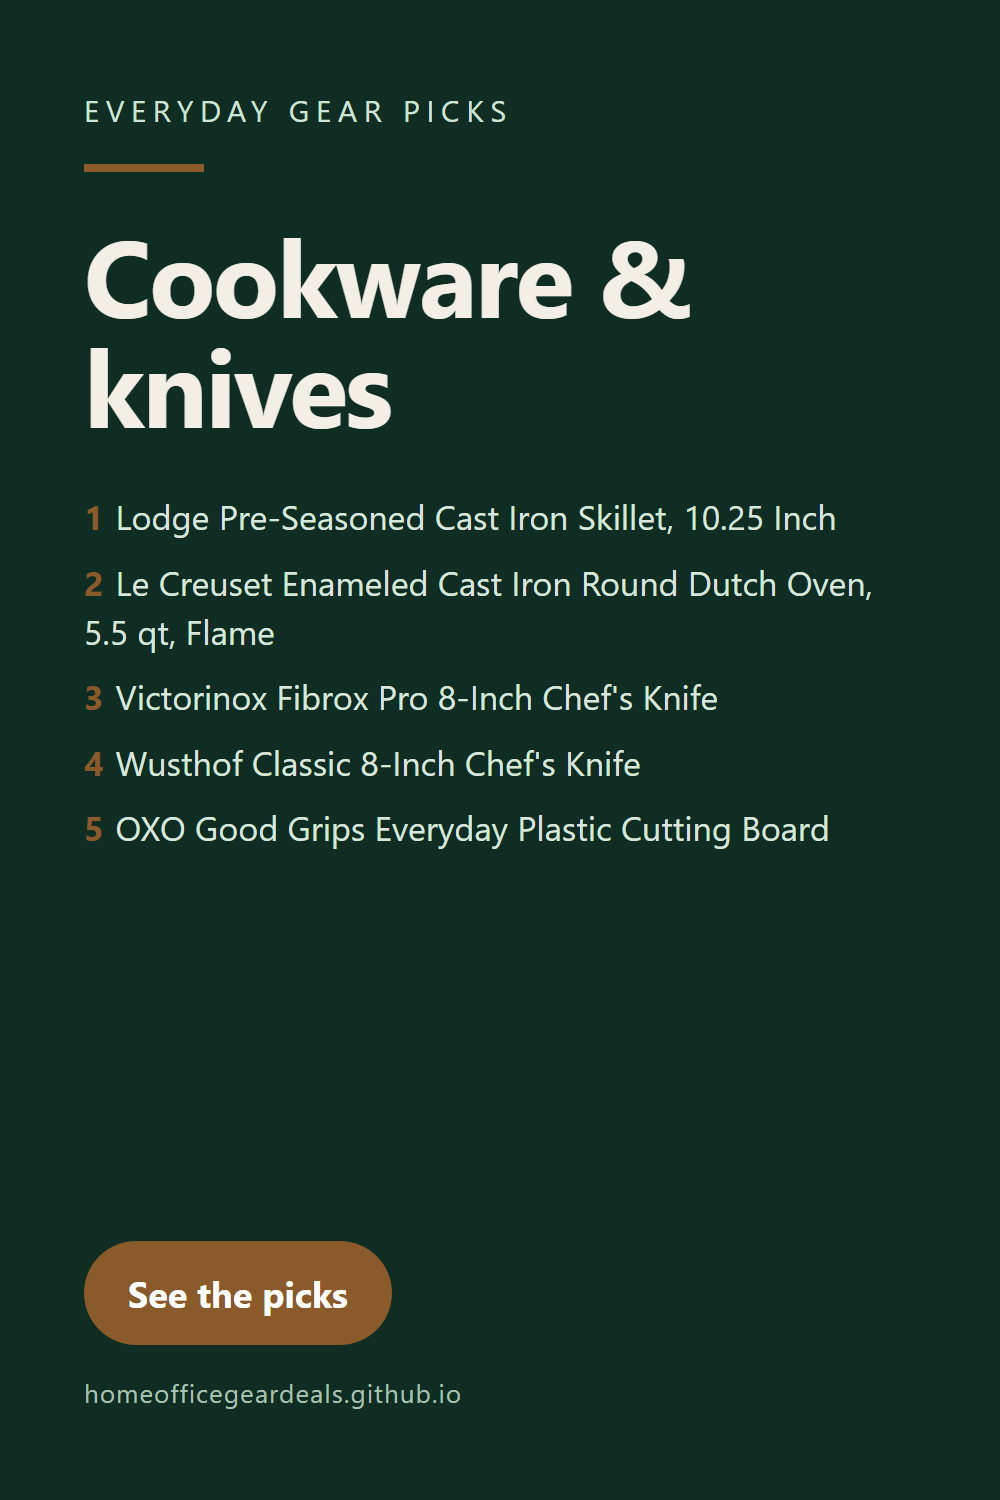 EVERYDAY GEAR PICKS
Cookware &
knives
1 Lodge Pre-Seasoned Cast Iron Skillet, 10.25 Inch
2 Le Creuset Enameled Cast Iron Round Dutch Oven,
5.5 qt, Flame
3 Victorinox Fibrox Pro 8-Inch Chef's Knife
4 Wusthof Classic 8-Inch Chef's Knife
5 OXO Good Grips Everyday Plastic Cutting Board
See the picks
homeofficegeardeals.github.io